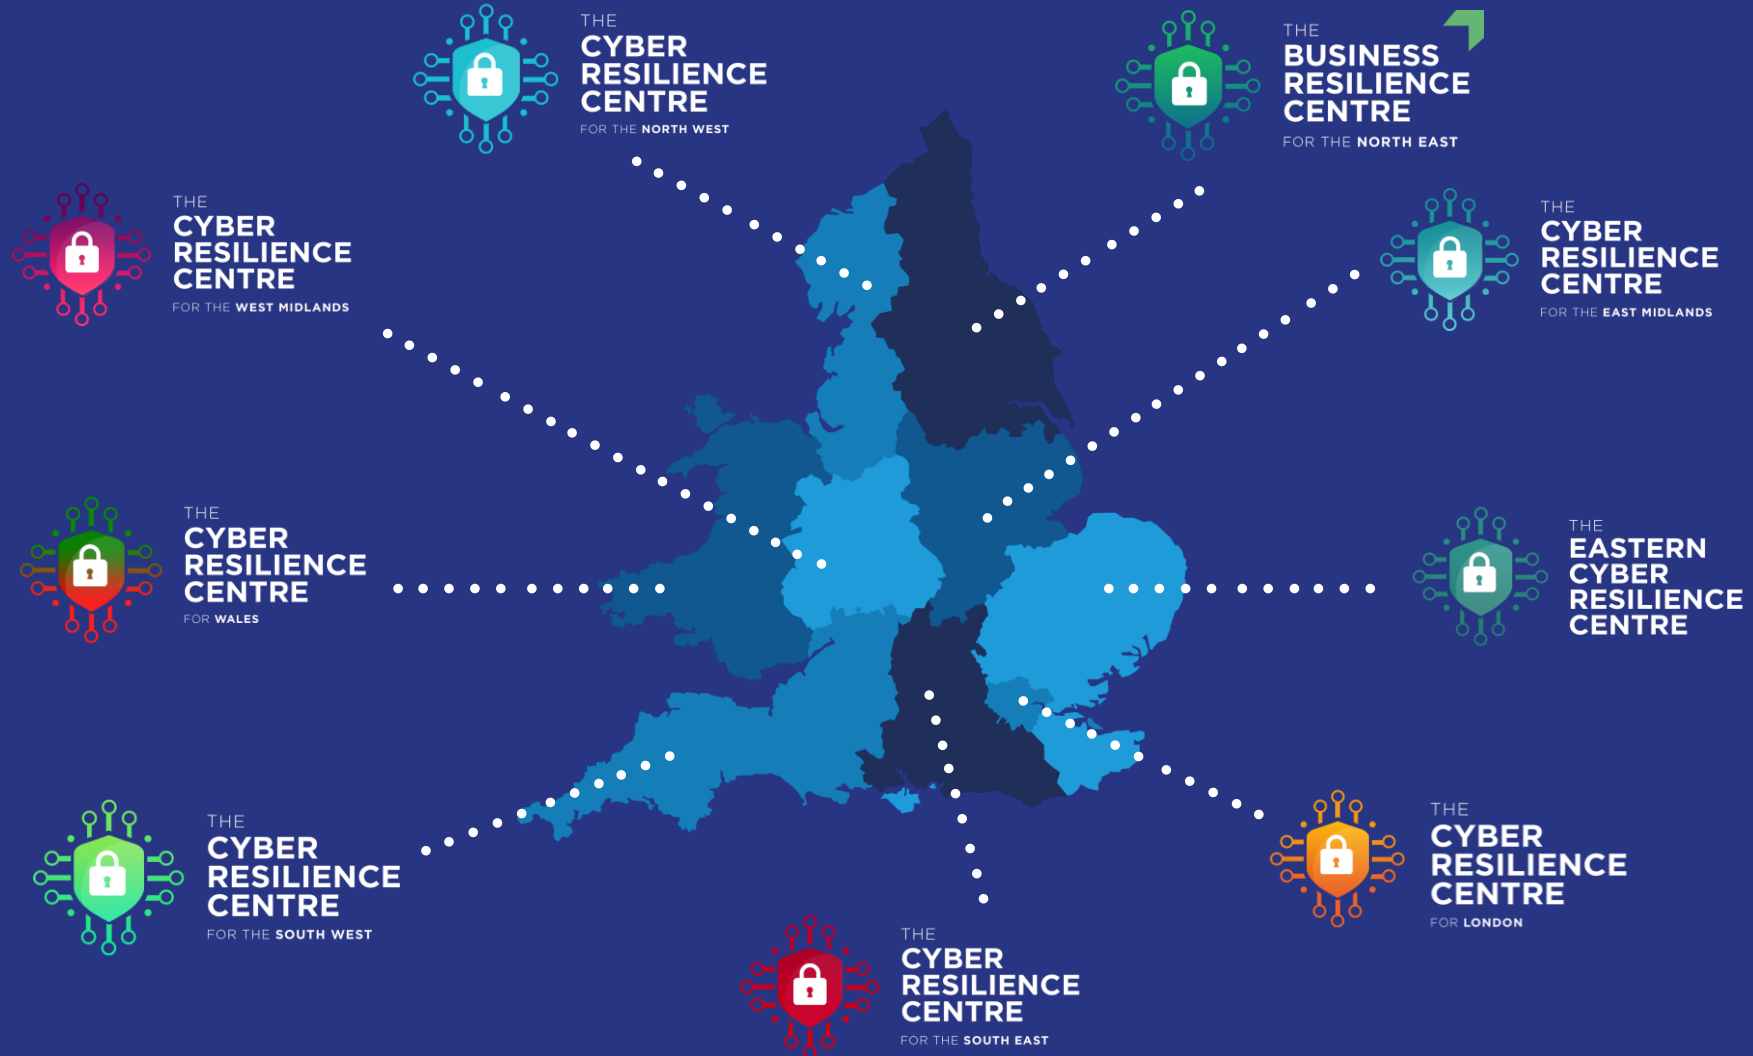 THE
CYBER
RESILIENCE
CENTRE
FOR THE NORTH WEST
THE
BUSINESS
RESILIENCE
CENTRE
FOR THE NORTH EAST
THE
CYBER
RESILIENCE
CENTRE
FOR THE WEST MIDLANDS
THE
CYBER
RESILIENCE
CENTRE
FOR THE EAST MIDLANDS
THE
CYBER
RESILIENCE
CENTRE
FOR WALES
THE
EASTERN
CYBER
RESILIENCE
CENTRE
THE
CYBER
RESILIENCE
CENTRE
FOR THE SOUTH WEST
THE
CYBER
RESILIENCE
CENTRE
FOR LONDON
THE
CYBER
RESILIENCE
CENTRE
FOR THE SOUTH EAST